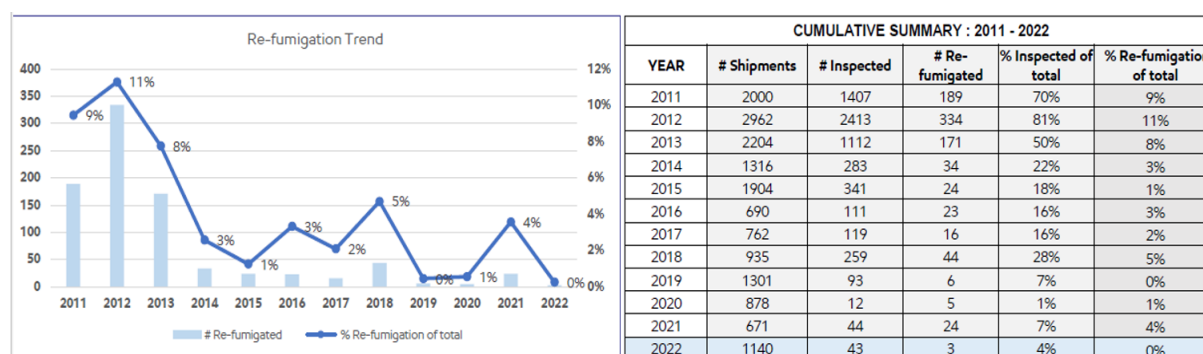 Re-fumigation Trend
400
350
300
250
200
150
100
50
0
12%
10%
8%
6%
4%
2%
0%
9%
11%
8%
3%
1%
3%
2%
5%
0%
1%
4%
0%
2011 2012 2013 2014 2015 2016 2017 2018 2019 2020 2021 2022
# Re-fumigated % Re-fumigation of total
CUMULATIVE SUMMARY : 2011 - 2022
YEAR # Shipments # Inspected # Re-fumigated % Inspected of total % Re-fumigation of total
2011 2000 1407 189 70% 9%
2012 2962 2413 334 81% 11%
2013 2204 1112 171 50% 8%
2014 1316 283 34 22% 3%
2015 1904 341 24 18% 1%
2016 690 111 23 16% 3%
2017 762 119 16 16% 2%
2018 935 259 44 28% 5%
2019 1301 93 6 7% 0%
2020 878 12 5 1% 1%
2021 671 44 24 7% 4%
2022 1140 43 3 4% 0%